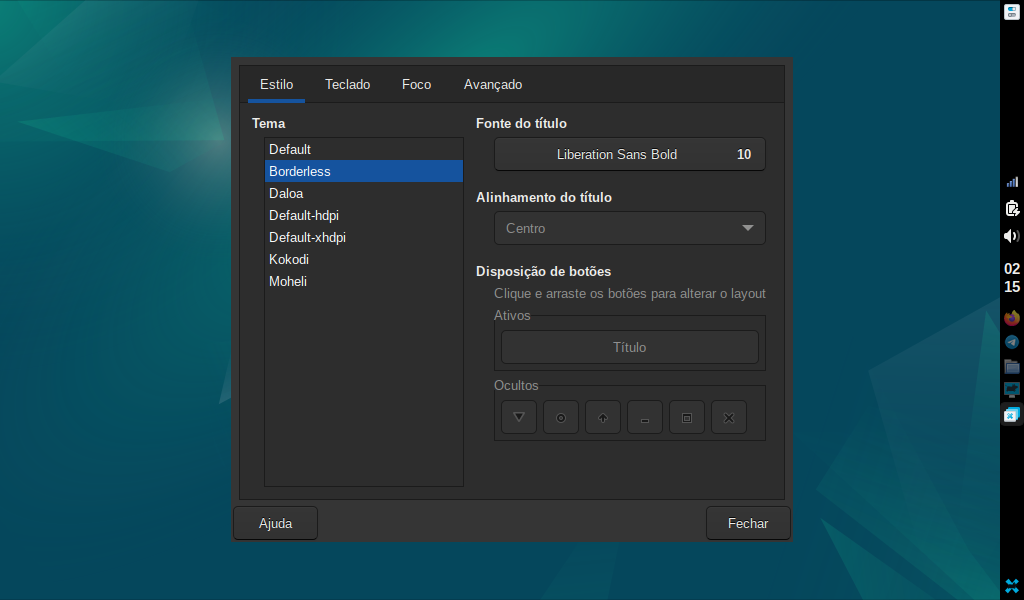 Estilo Teclado Foco Avançado
Tema
Default
Borderless
Daloa
Default-hdpi
Default-xhdpi
Kokodi
Moheli
Fonte do título
Liberation Sans Bold 10
Alinhamento do título
Centro
Disposição de botões
Clique e arraste os botões para alterar o layout
Ativos
Título
Ocultos
Ajuda Fechar
02
15